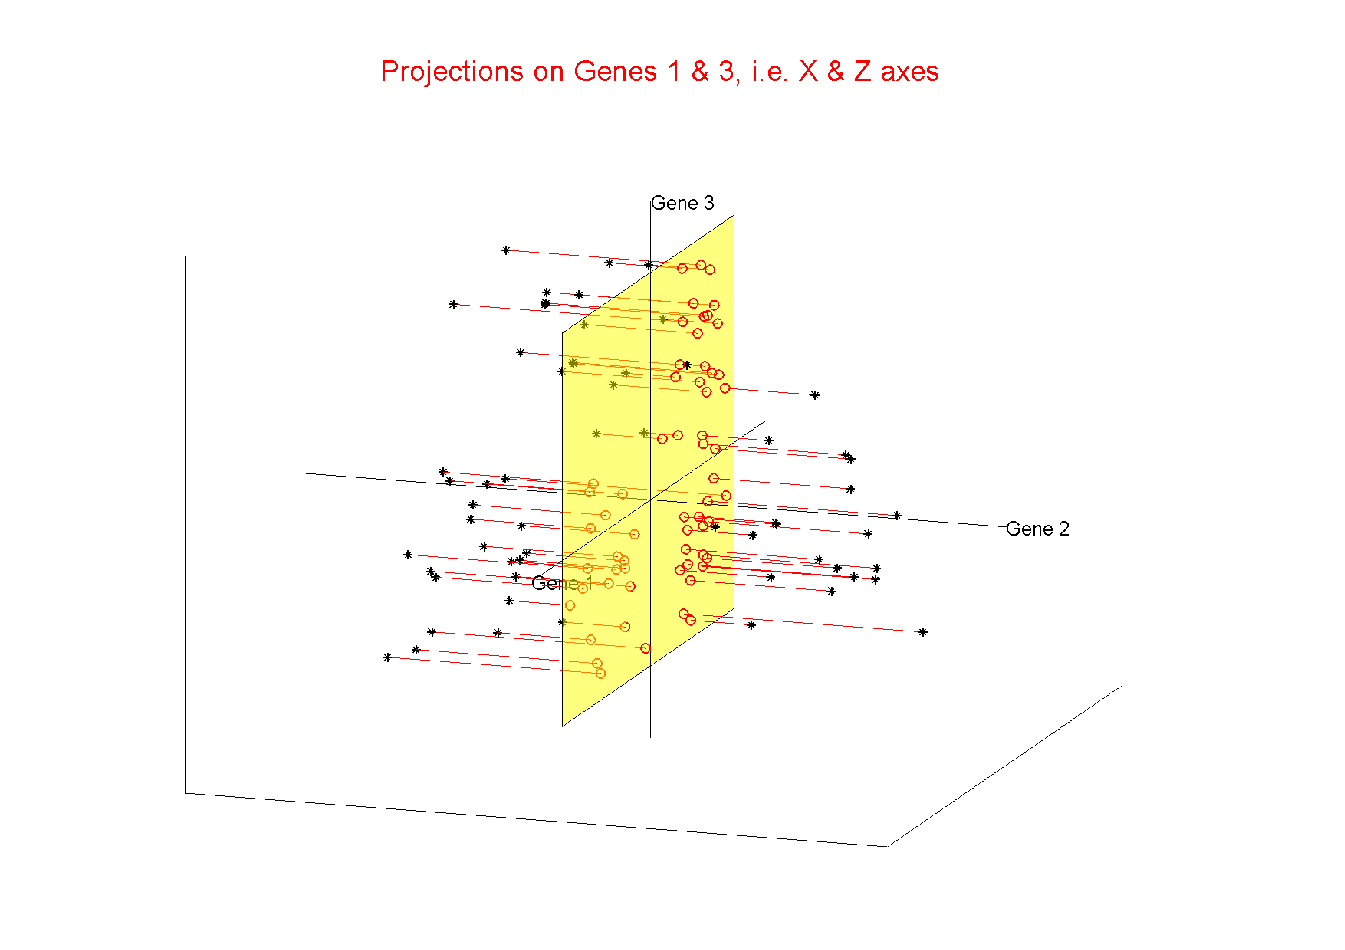 Projections on Genes 1 & 3, i.e. X & Z axes
Gene 3
Gene 2
Gene 1